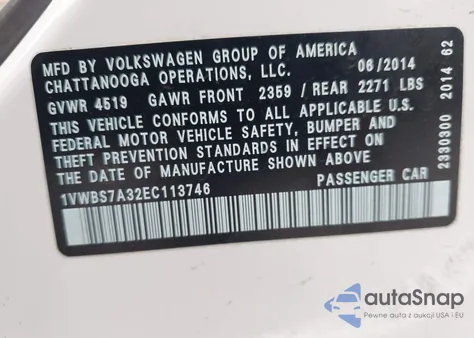 MFD BY VOLKSWAGEN GROUP OF AMERICA
CHATTANOOGA OPERATIONS, LLC. 06/2014
GVWR 4519 GAWR FRONT 2359 / REAR 2271 LBS
THIS VEHICLE CONFORMS TO ALL APPLICABLE U.S.
FEDERAL MOTOR VEHICLE SAFETY, BUMPER AND
THEFT PREVENTION STANDARDS IN EFFECT ON
THE DATE OF MANUFACTURE SHOWN ABOVE
1VWBS7A32EC113746 PASSENGER CAR
2330300 2014 62
autoSnap
Pewne auta z aukcji USA i EU